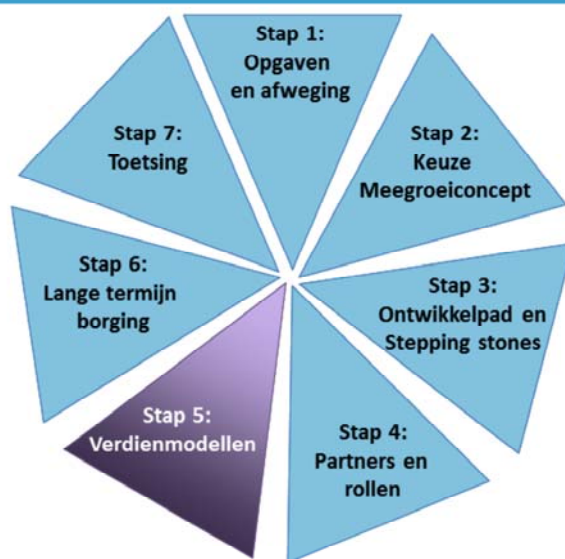 Stap 1:
Opgaven
en afweging
Stap 2:
Keuze
Meegroeiconcept
Stap 3:
Ontwikkelpad en
Stepping stones
Stap 4:
Partners en
rollen
Stap 5:
Verdienmodellen
Stap 6:
Lange termijn
borging
Stap 7:
Toetsing